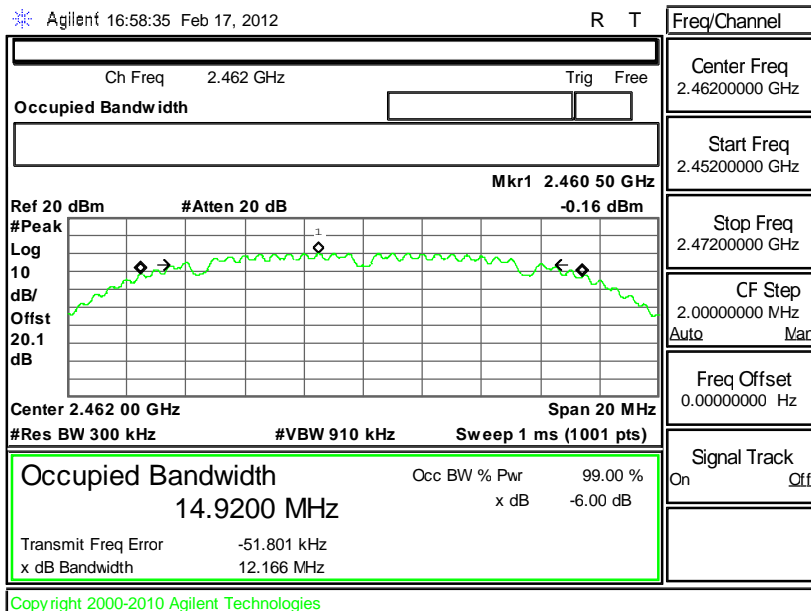 Agilent 16:58:35 Feb 17, 2012 R T
Ch Freq 2.462 GHz Trig Free
Occupied Bandwidth
Mkr1 2.460 50 GHz
Ref 20 dBm #Atten 20 dB -0.16 dBm
#Peak
Log
10
dB/
Offst
20.1
dB
1
Center 2.462 00 GHz Span 20 MHz
#Res BW 300 kHz #VBW 910 kHz Sweep 1 ms (1001 pts)
Occupied Bandwidth
14.9200 MHz
Occ BW % Pwr 99.00 %
x dB -6.00 dB
Transmit Freq Error -51.801 kHz
x dB Bandwidth 12.166 MHz
Copyright 2000-2010 Agilent Technologies
Freq/Channel
Center Freq
2.46200000 GHz
Start Freq
2.45200000 GHz
Stop Freq
2.47200000 GHz
CF Step
2.00000000 MHz
Auto Man
Freq Offset
0.00000000 Hz
Signal Track
On Off